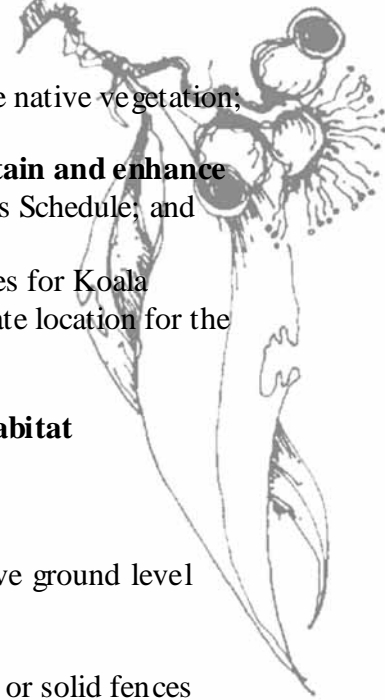 e native vegetation;
tain and enhance
s Schedule; and
es for Koala
ate location for the
abitat
ve ground level
or solid fences